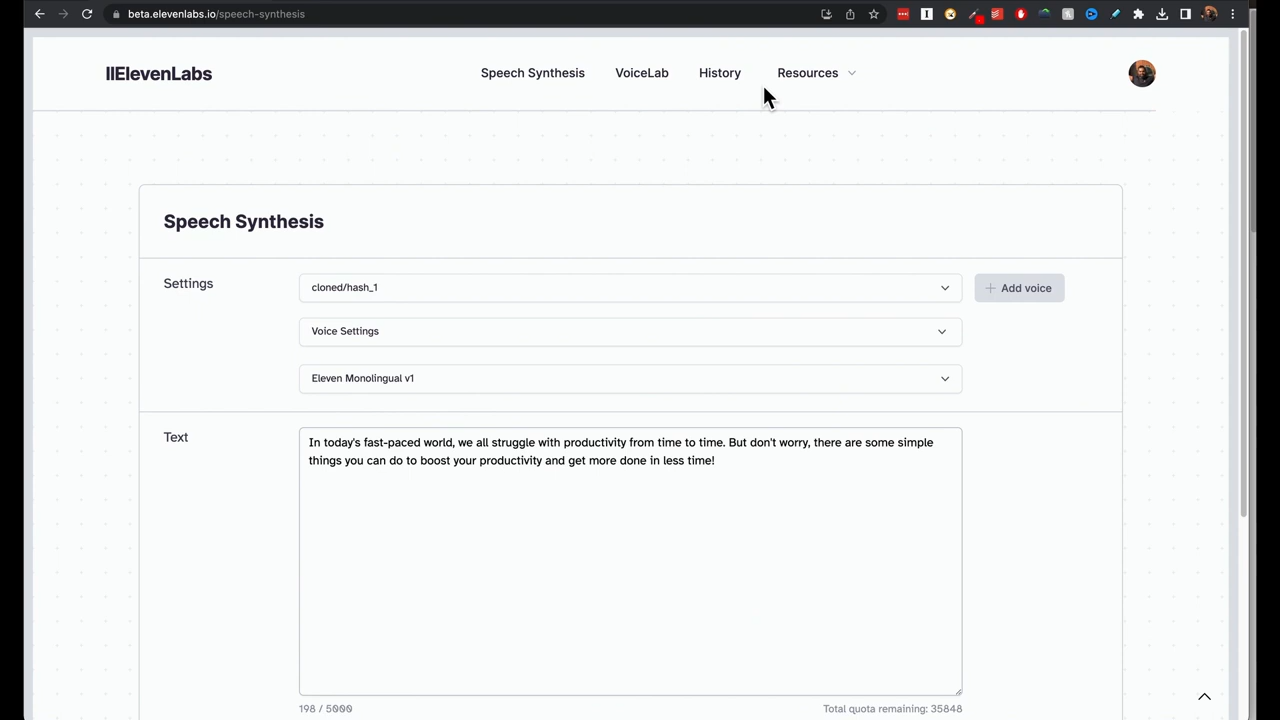 beta.elevenlabs.io/speech-synthesis
IIElevenLabs
Speech Synthesis
VoiceLab
History
Resources
Speech Synthesis
Settings
cloned/hash_1
+ Add voice
Voice Settings
Eleven Monolingual v1
Text
In today's fast-paced world, we all struggle with productivity from time to time. But don't worry, there are some simple
things you can do to boost your productivity and get more done in less time!
198 / 5000
Total quota remaining: 35848